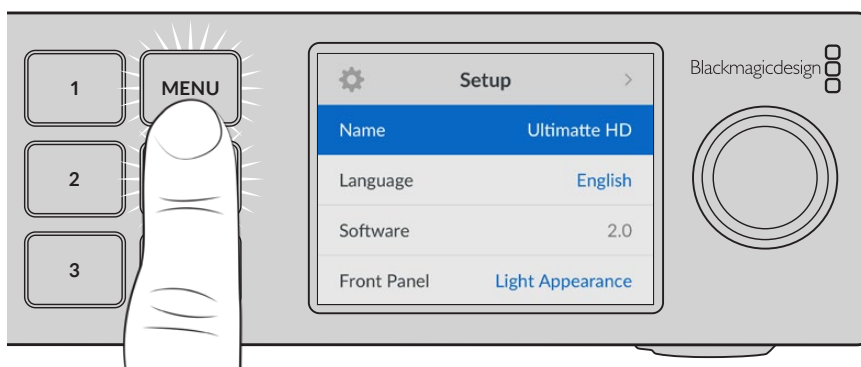 1
MENU
2
3
Setup
Name Ultimatte HD
Language English
Software 2.0
Front Panel Light Appearance
Blackmagicdesign